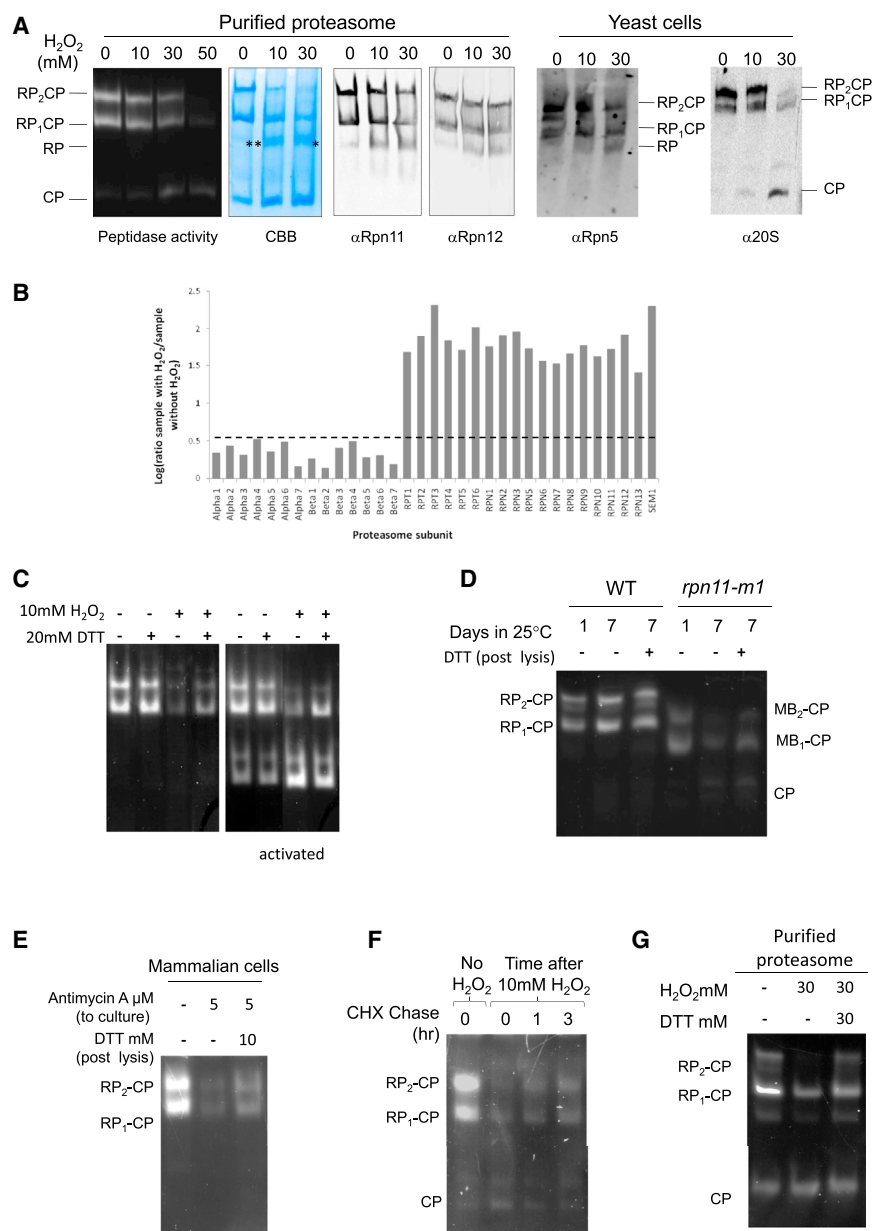 A
Purified proteasome
Yeast cells
H2O2
(mM)
0 10 30 50
0 10 30
0 10 30
0 10 30
0 10 30
0 10 30
RP2CP
RP1CP
RP
CP
**
*
RP2CP
RP1CP
RP
RP2CP
RP1CP
CP
Peptidase activity
CBB
αRpn11
αRpn12
αRpn5
α20S
B
Log(ratio sample with H2O2/sample
without H2O2)
2.5
2
1.5
1
0.5
0
Alpha 1
Alpha 2
Alpha 3
Alpha 4
Alpha 5
Alpha 6
Alpha 7
Beta 1
Beta 2
Beta 3
Beta 4
Beta 5
Beta 6
Beta 7
RPT1
RPT2
RPT3
RPT4
RPT5
RPT6
RPN1
RPN2
RPN3
RPN5
RPN6
RPN7
RPN8
RPN9
RPN10
RPN11
RPN12
RPN13
SEM1
Proteasome subunit
C
10mM H2O2 - - + + - - + +
20mM DTT - + - + - + - +
activated
D
WT rpn11-m1
Days in 25°C 1 7 7 1 7 7
DTT (post lysis) - - + - - +
RP2-CP
RP1-CP
MB2-CP
MB1-CP
CP
E
Mammalian cells
Antimycin A µM - 5 5
(to culture)
DTT mM - - 10
(post lysis)
RP2-CP
RP1-CP
F
No Time after
H2O2 10mM H2O2
CHX Chase 0 0 1 3
(hr)
RP2-CP
RP1-CP
CP
G
Purified
proteasome
H2O2mM - 30 30
DTT mM - - 30
RP2-CP
RP1-CP
CP